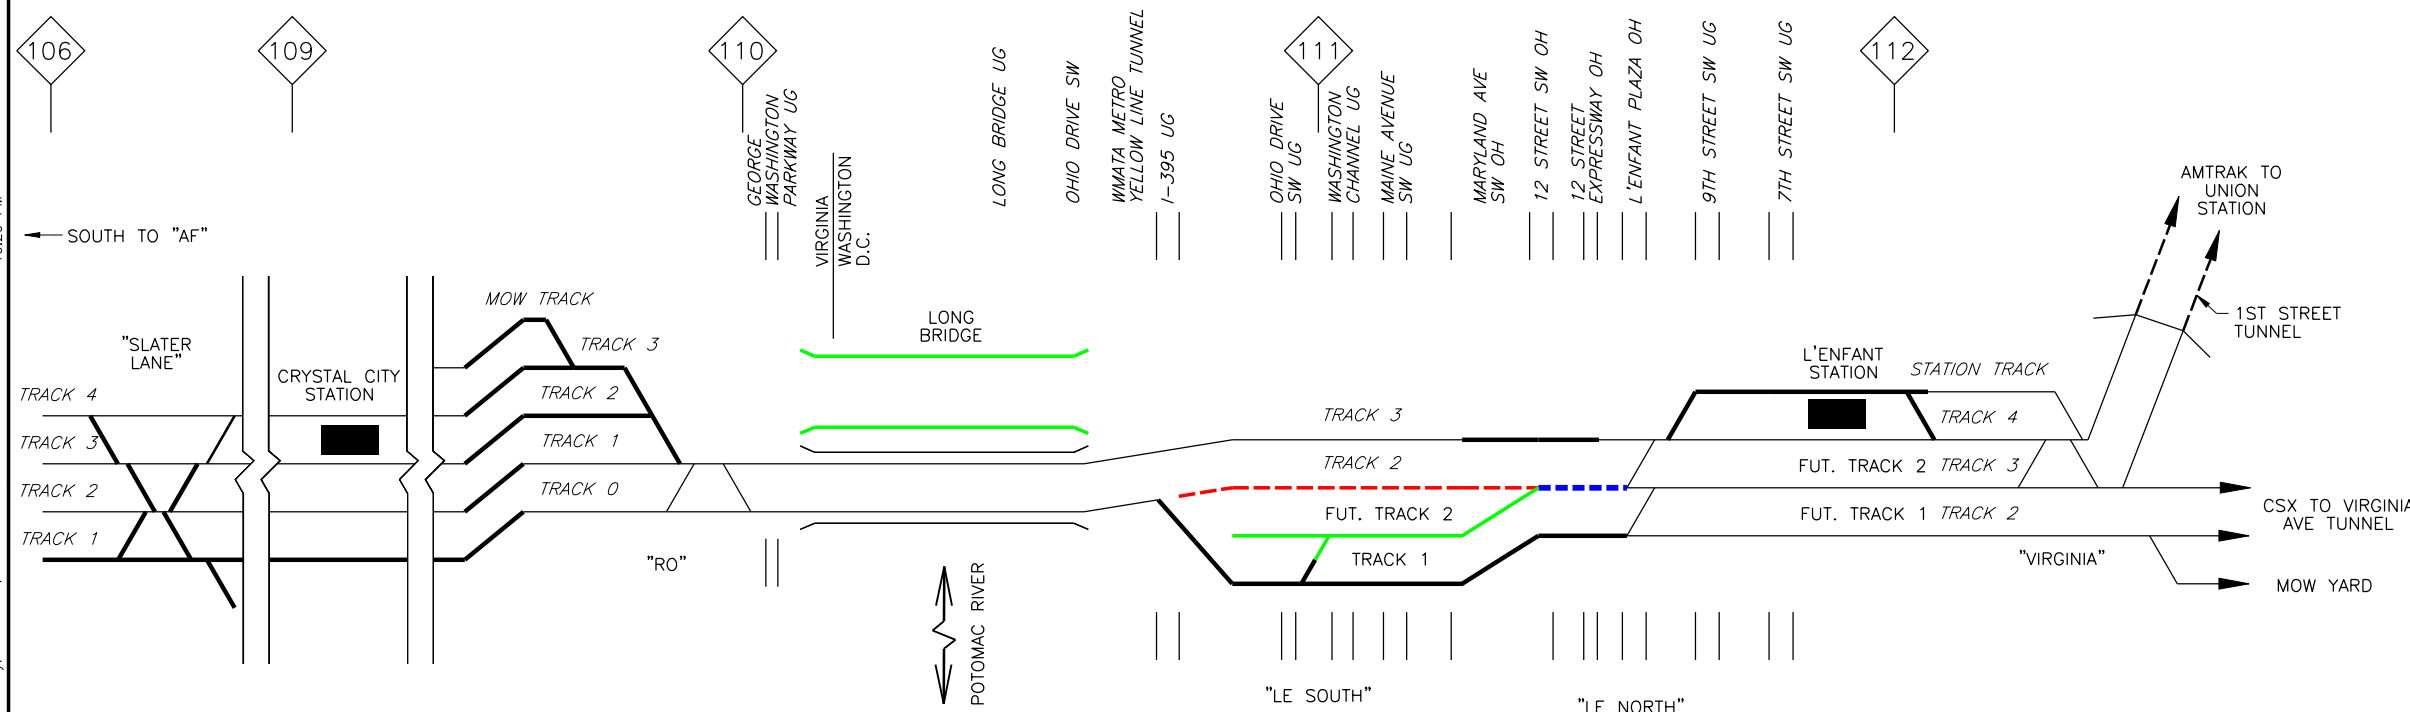 106
109
110
111
112
GEORGE
WASHINGTON
PARKWAY UG
VIRGINIA
WASHINGTON
D.C.
LONG BRIDGE UG
OHIO DRIVE SW
WMATA METRO
YELLOW LINE TUNNEL
I-395 UG
OHIO DRIVE
SW UG
WASHINGTON
CHANNEL UG
MAINE AVENUE
SW UG
MARYLAND AVE
SW OH
12 STREET SW OH
12 STREET
EXPRESSWAY OH
L'ENFANT PLAZA OH
9TH STREET SW UG
7TH STREET SW UG
AMTRAK TO
UNION
STATION
SOUTH TO "AF"
MOW TRACK
LONG
BRIDGE
1ST STREET
TUNNEL
"SLATER
LANE"
TRACK 3
L'ENFANT
STATION
STATION TRACK
CRYSTAL CITY
STATION
TRACK 4
TRACK 2
TRACK 3
TRACK 4
TRACK 3
TRACK 1
TRACK 2
FUT. TRACK 2
TRACK 3
TRACK 2
TRACK 0
FUT. TRACK 2
FUT. TRACK 1
TRACK 2
CSX TO VIRGINIA
AVE TUNNEL
TRACK 1
"RO"
TRACK 1
"VIRGINIA"
MOW YARD
POTOMAC RIVER
"LE SOUTH"
"LE NORTH"